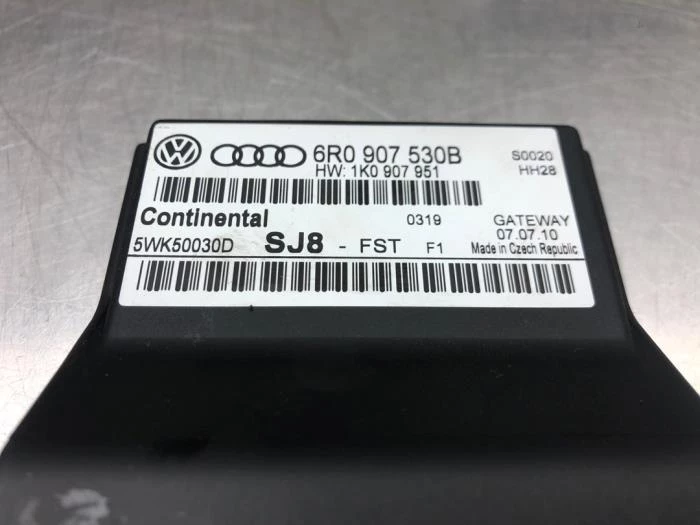 6R0 907 530B S0020
HW: 1K0 907 951 HH28
Continental 0319 GATEWAY
5WK50030D SJ8 - FST F1 07.07.10
Made in Czech Republic